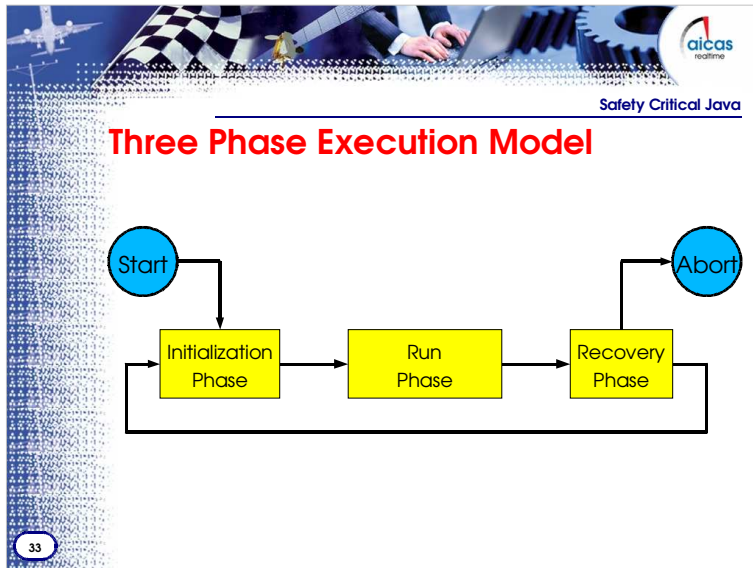 aicas
realtime
Safety Critical Java
Three Phase Execution Model
Start
Abort
Initialization
Phase
Run
Phase
Recovery
Phase
33